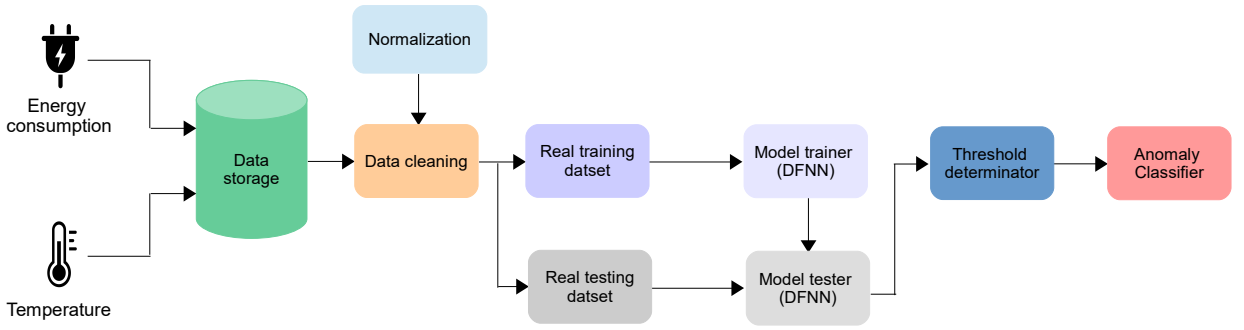 Energy
consumption
Temperature
Data
storage
Normalization
Data cleaning
Real training
datset
Real testing
datset
Model trainer
(DFNN)
Model tester
(DFNN)
Threshold
determinator
Anomaly
Classifier